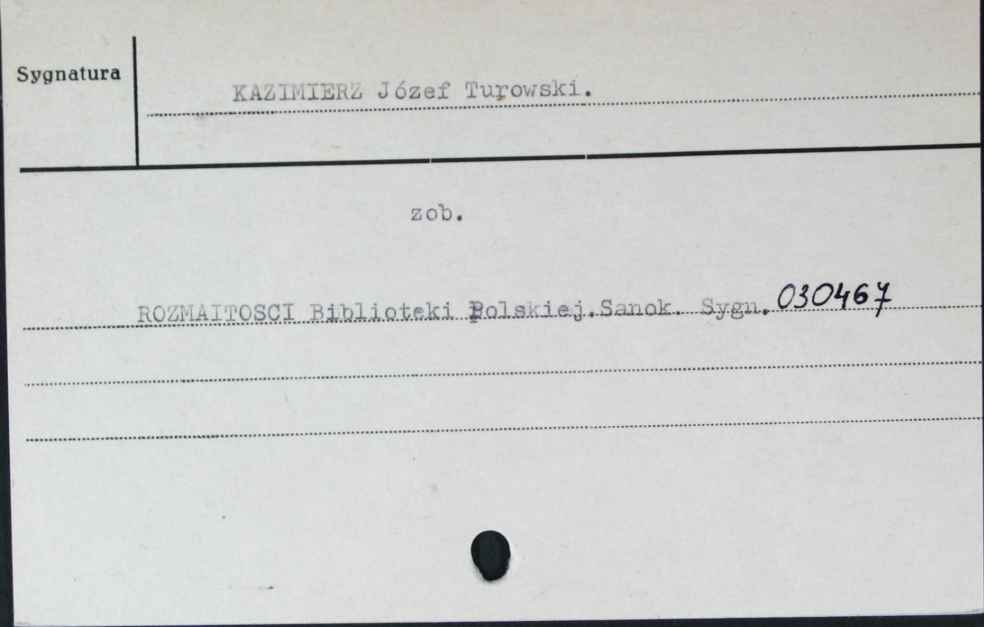 Sygnatura
KAZIMIERZ Józef Turowski.
zob.
ROZMAITOSCI Biblioteki Polskiej.Sanok. Sygn. 030467